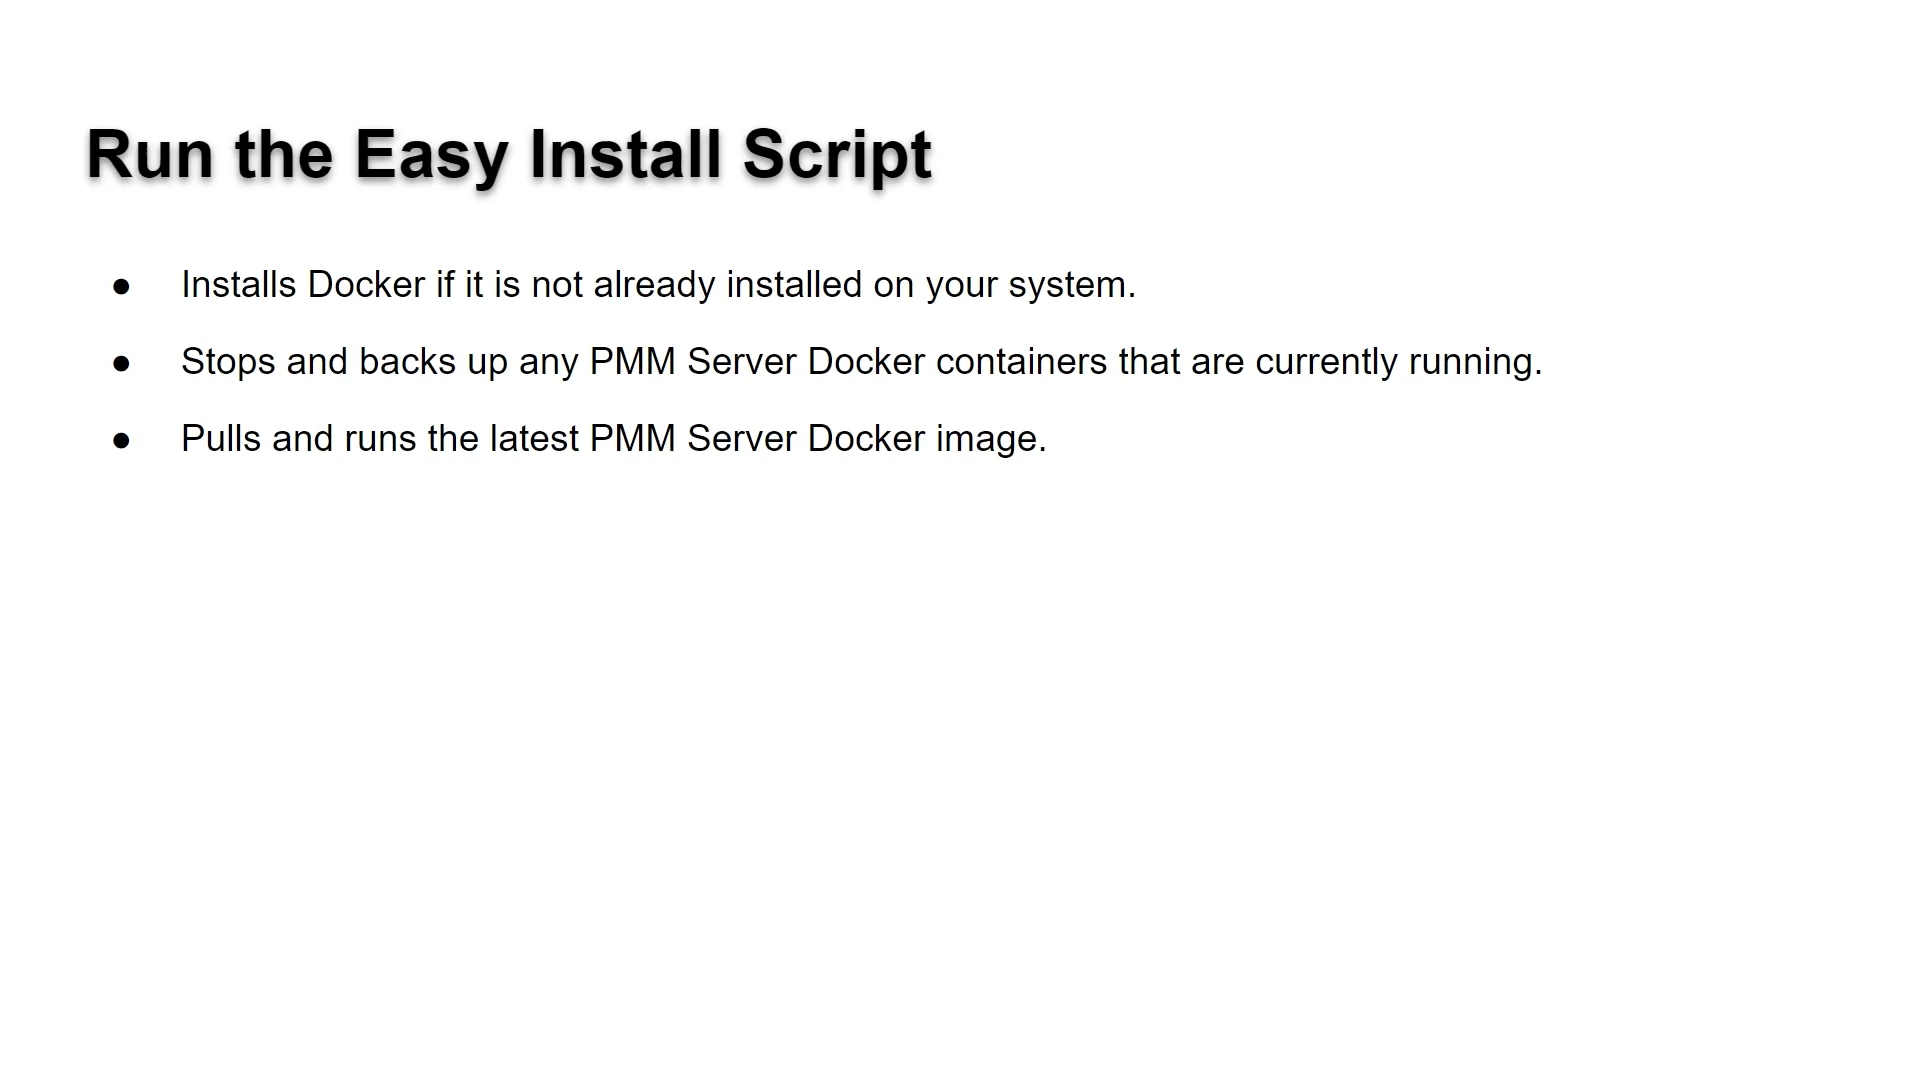 Run the Easy Install Script
● Installs Docker if it is not already installed on your system.
● Stops and backs up any PMM Server Docker containers that are currently running.
● Pulls and runs the latest PMM Server Docker image.